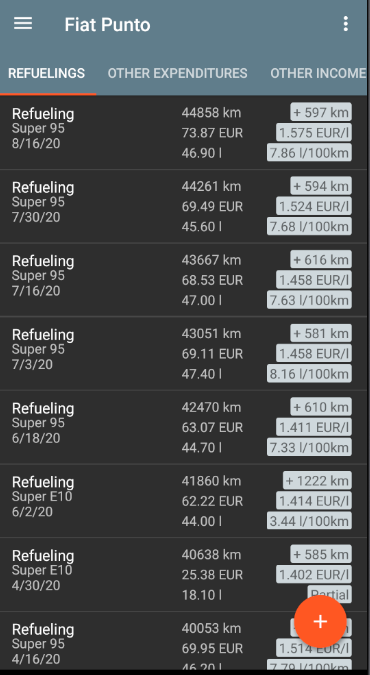 Fiat Punto
REFUELINGS OTHER EXPENDITURES OTHER INCOME
Refueling 44858 km + 597 km
Super 95 73.87 EUR 1.575 EUR/l
8/16/20 46.90 l 7.86 l/100km
Refueling 44261 km + 594 km
Super 95 69.49 EUR 1.524 EUR/l
7/30/20 45.60 l 7.68 l/100km
Refueling 43667 km + 616 km
Super 95 68.53 EUR 1.458 EUR/l
7/16/20 47.00 l 7.63 l/100km
Refueling 43051 km + 581 km
Super 95 69.11 EUR 1.458 EUR/l
7/3/20 47.40 l 8.16 l/100km
Refueling 42470 km + 610 km
Super 95 63.07 EUR 1.411 EUR/l
6/18/20 44.70 l 7.33 l/100km
Refueling 41860 km + 1222 km
Super E10 62.22 EUR 1.414 EUR/l
6/2/20 44.00 l 3.44 l/100km
Refueling 40638 km + 585 km
Super E10 25.38 EUR 1.402 EUR/l
4/30/20 18.10 l Partial
Refueling 40053 km
Super 95 69.95 EUR 1.514 EUR/l
4/16/20 46.20 l 7.79 l/100km
+